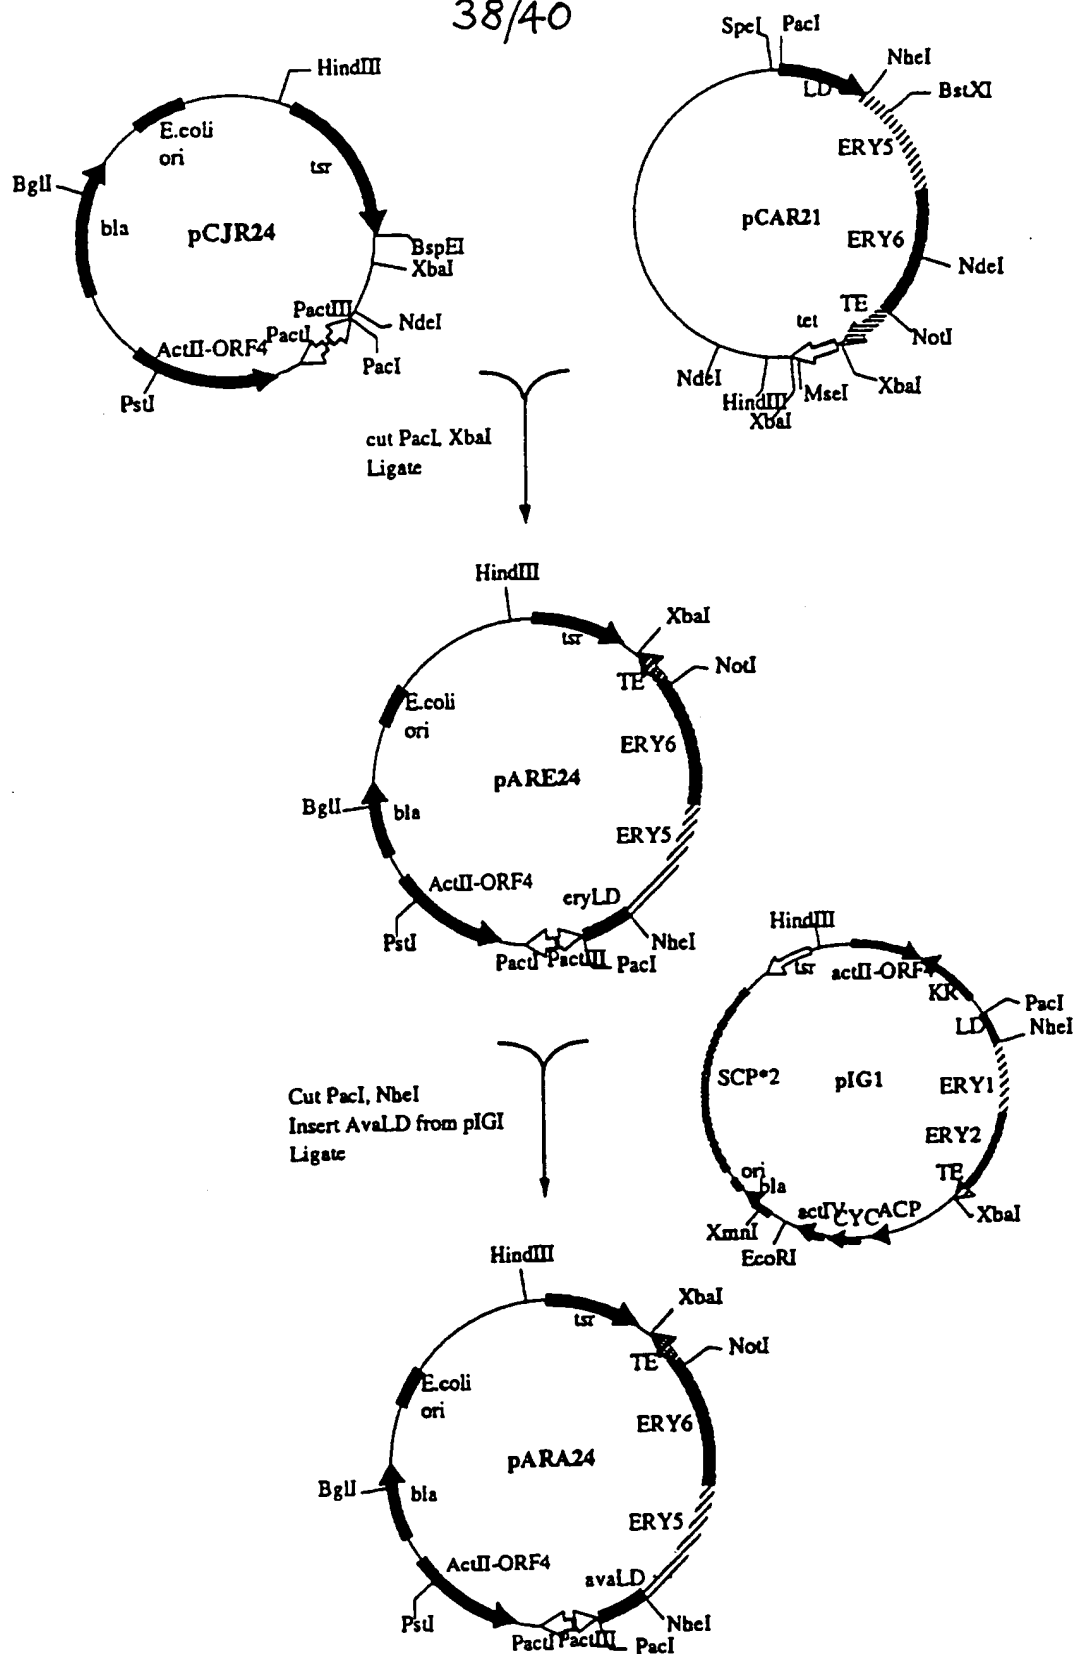 38/40
HindIII
E.coli
ori
tsr
BglI
bla
pCJR24
BspEI
XbaI
PactIII
NdeI
PactI
ActII-ORF4
PacI
PstI
SpeI
PacI
NheI
LD
BstXI
ERY5
pCAR21
ERY6
NdeI
TE
tet
NotI
NdeI
XbaI
HindIII
MseI
XbaI
cut PacI, XbaI
Ligate
HindIII
tsr
XbaI
NotI
TE
E.coli
ori
ERY6
pARE24
BglI
bla
ERY5
ActII-ORF4
eryLD
PstI
NheI
PactI
PactIII
PacI
HindIII
tsr
actII-ORF4
KR
PacI
LD
NheI
SCP*2
pIG1
ERY1
ERY2
TE
ori
bla
actIV
CYC
ACP
XbaI
XmnI
EcoRI
Cut PacI, NheI
Insert AvaLD from pIGI
Ligate
HindIII
tsr
XbaI
NotI
TE
E.coli
ori
ERY6
pARA24
BglI
bla
ERY5
ActII-ORF4
avaLD
PstI
NheI
PactI
PactIII
PacI